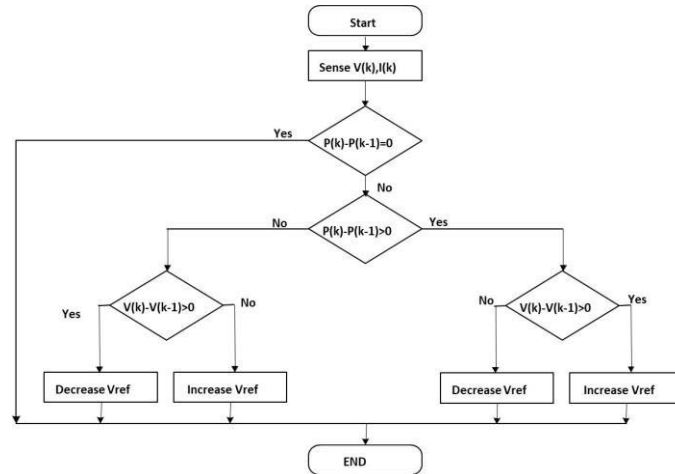 Start
Sense V(k),I(k)
Yes
P(k)-P(k-1)=0
No
No
P(k)-P(k-1)>0
Yes
Yes
V(k)-V(k-1)>0
No
No
V(k)-V(k-1)>0
Yes
Decrease Vref
Increase Vref
Decrease Vref
Increase Vref
END